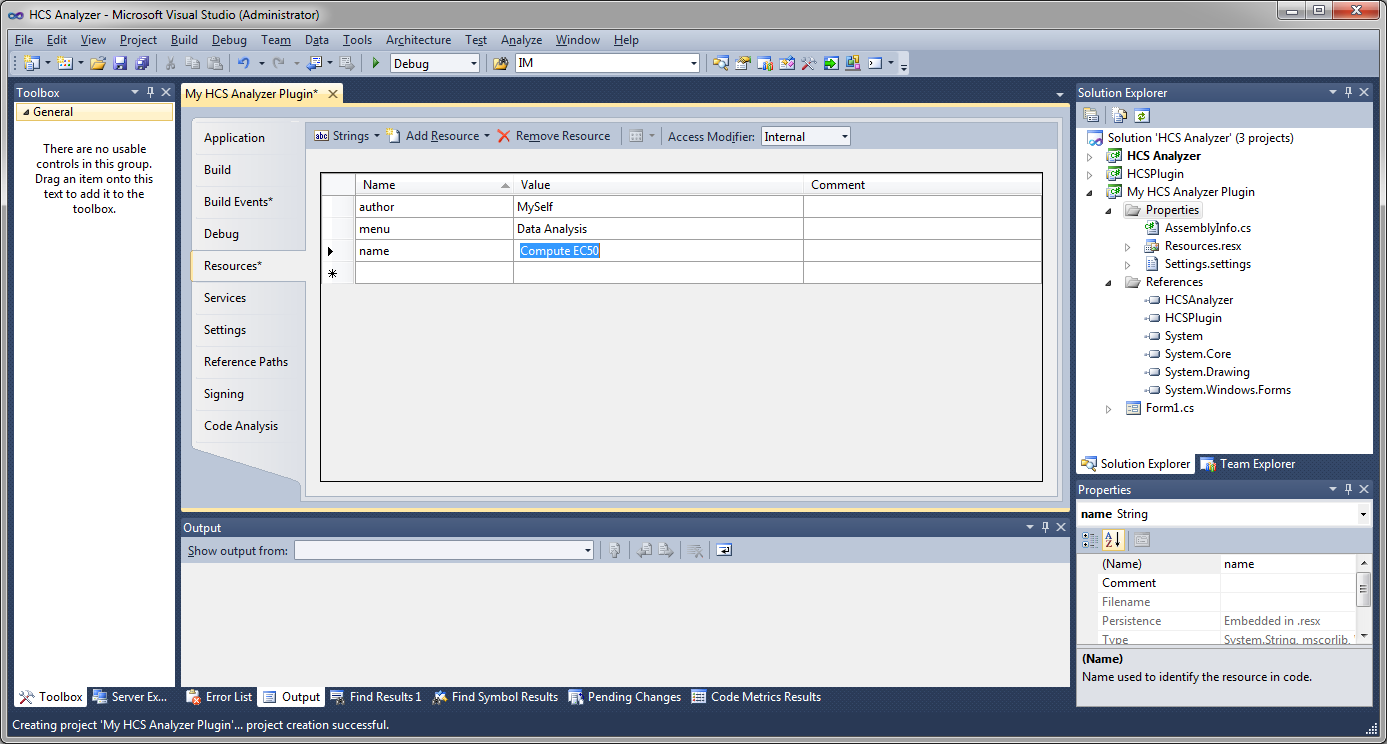 HCS Analyzer - Microsoft Visual Studio (Administrator)
File Edit View Project Build Debug Team Data Tools Architecture Test Analyze Window Help
Debug IM
Toolbox
General
There are no usable
controls in this group.
Drag an item onto this
text to add it to the
toolbox.
Toolbox Server Ex...
My HCS Analyzer Plugin*
Application
Build
Build Events*
Debug
Resources*
Services
Settings
Reference Paths
Signing
Code Analysis
abc Strings Add Resource Remove Resource Access Modifier: Internal
Name Value Comment
author MySelf
menu Data Analysis
name Compute EC50
Output
Show output from:
Error List Output Find Results 1 Find Symbol Results Pending Changes Code Metrics Results
Solution Explorer
Solution 'HCS Analyzer' (3 projects)
HCS Analyzer
HCSPlugin
My HCS Analyzer Plugin
Properties
AssemblyInfo.cs
Resources.resx
Settings.settings
References
HCSAnalyzer
HCSPlugin
System
System.Core
System.Drawing
System.Windows.Forms
Form1.cs
Solution Explorer Team Explorer
Properties
name String
(Name) name
Comment
Filename
Persistence Embedded in .resx
Type System.String, mscorlib,
(Name)
Name used to identify the resource in code.
Creating project 'My HCS Analyzer Plugin'... project creation successful.